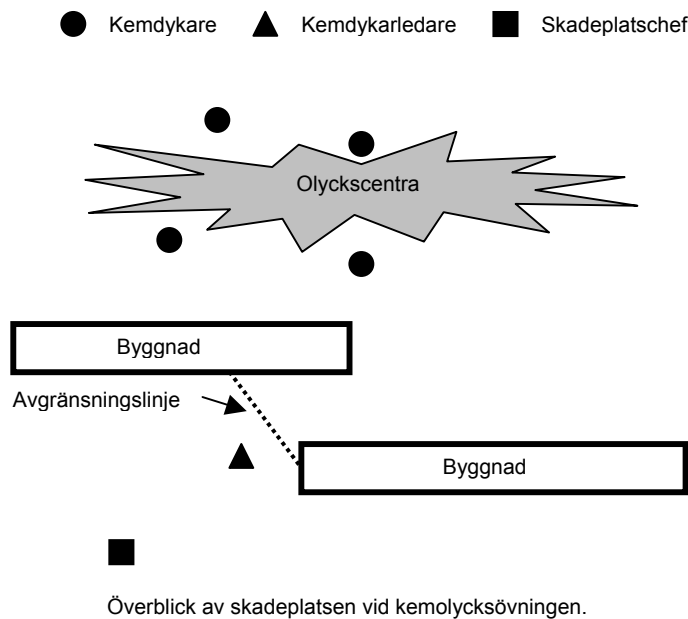 Kemdykare Kemdykarledare Skadeplatschef
Olyckscentra
Byggnad
Avgränsningslinje
Byggnad
Överblick av skadeplatsen vid kemolycksövningen.